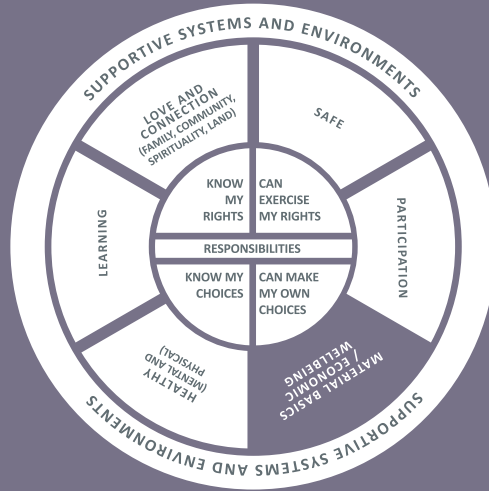 SUPPORTIVE SYSTEMS AND ENVIRONMENTS
LOVE AND
CONNECTION
(FAMILY, COMMUNITY,
SPIRITUALITY, LAND)
SAFE
LEARNING
KNOW
MY
RIGHTS
CAN
EXERCISE
MY RIGHTS
PARTICIPATION
RESPONSIBILITIES
KNOW MY
CHOICES
CAN MAKE
MY OWN
CHOICES
HEALTHY
(MENTAL AND
PHYSICAL)
MATERIAL BASICS
/ ECONOMIC
WELLBEING
SUPPORTIVE SYSTEMS AND ENVIRONMENTS